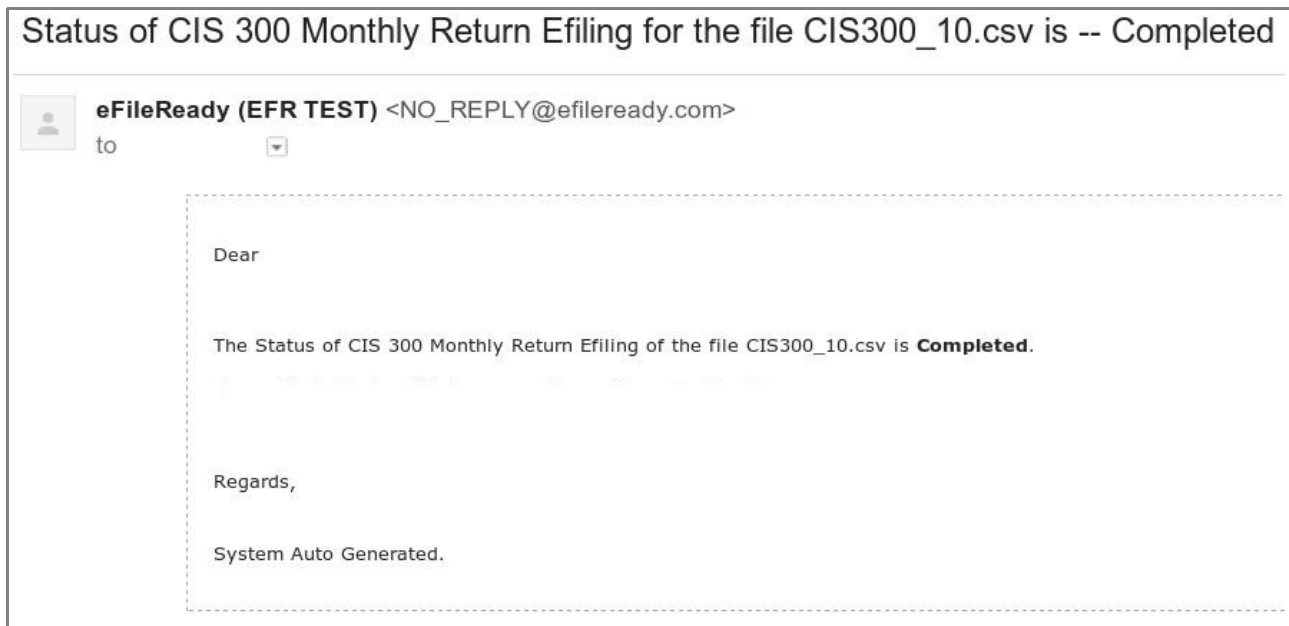 Status of CIS 300 Monthly Return Efiling for the file CIS300_10.csv is -- Completed
eFileReady (EFR TEST) <NO_REPLY@efileready.com>
to
Dear
The Status of CIS 300 Monthly Return Efiling of the file CIS300_10.csv is Completed.
Regards,
System Auto Generated.